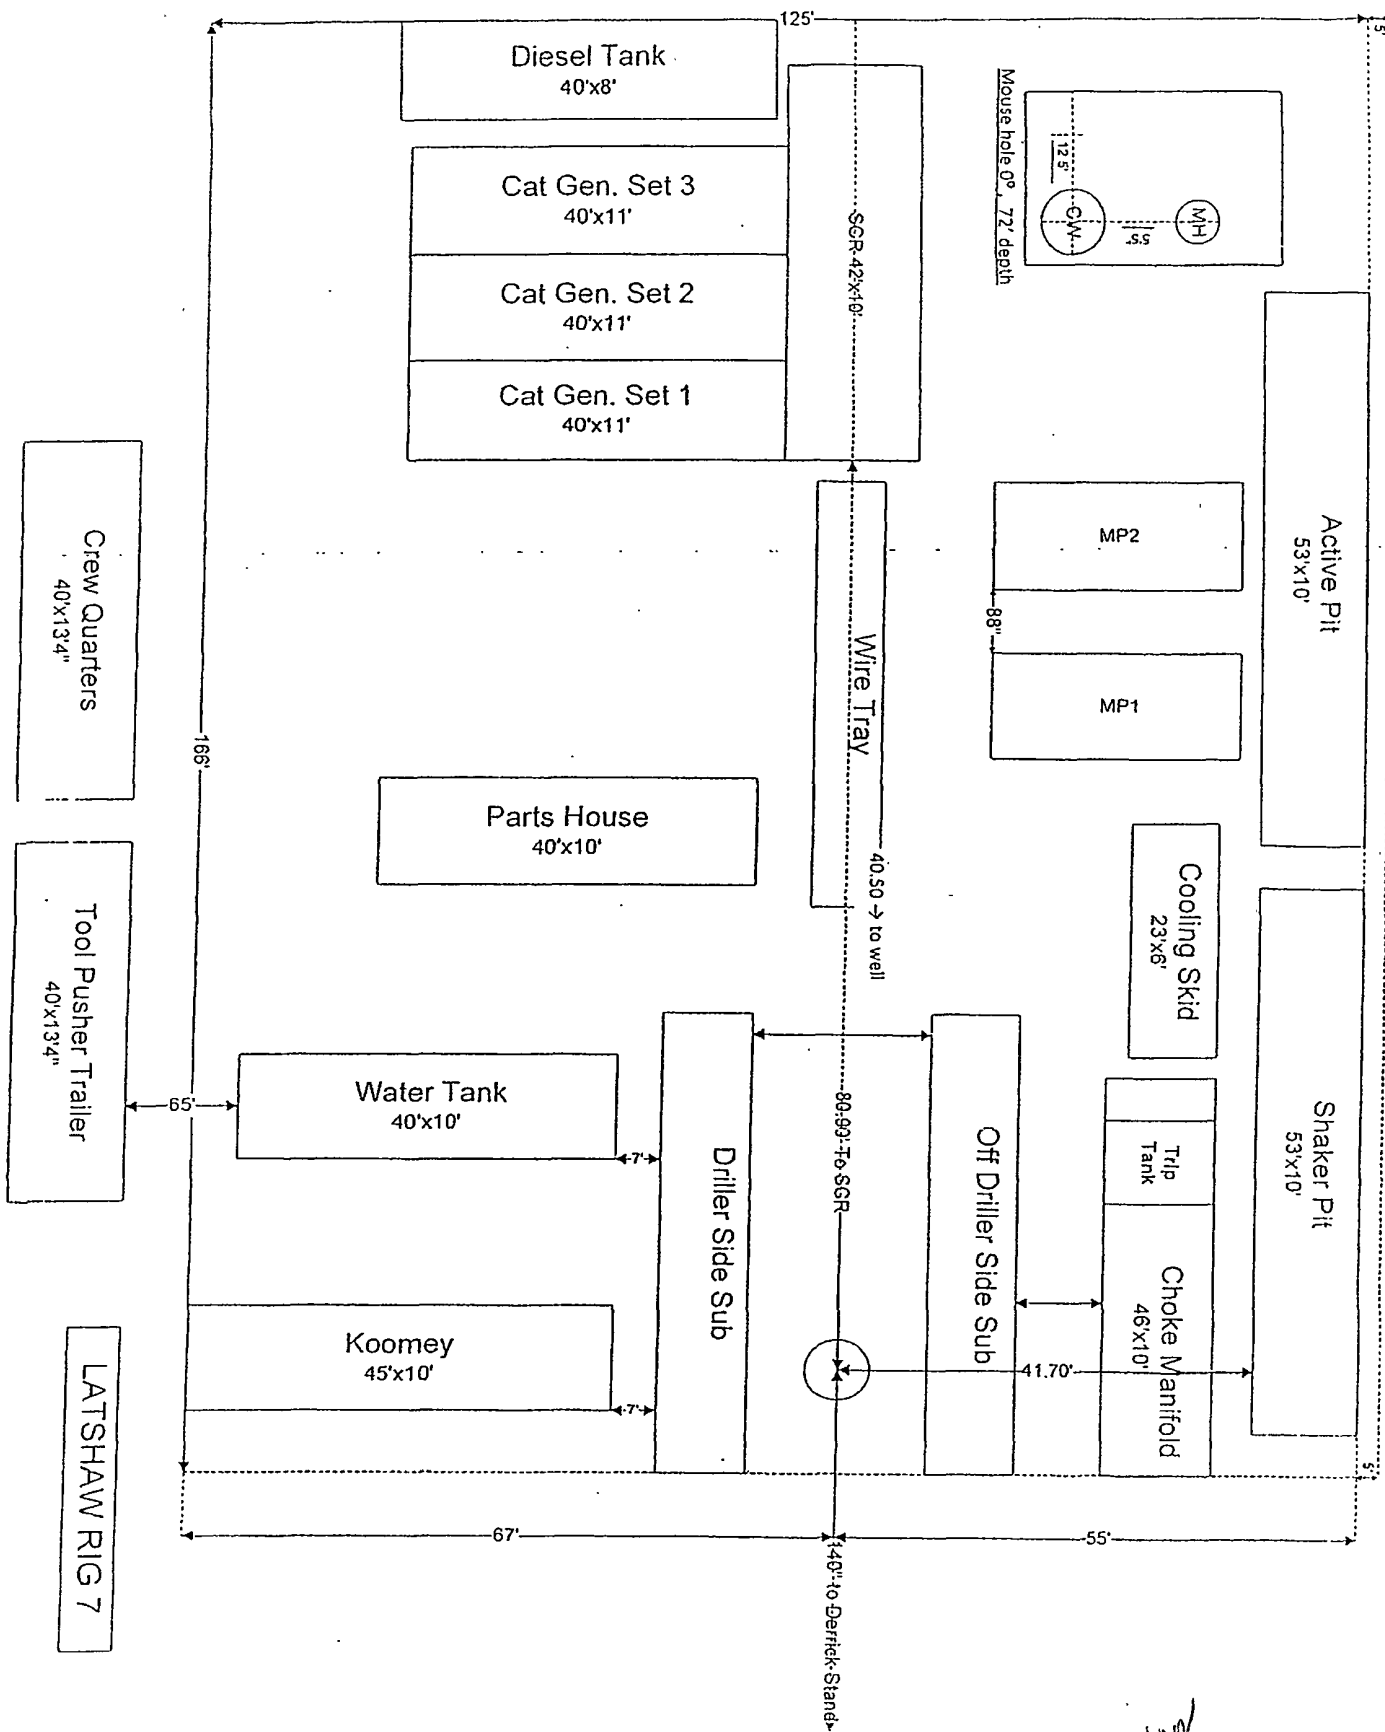 125'
5'
Diesel Tank
40'x8'
Cat Gen. Set 3
40'x11'
Cat Gen. Set 2
40'x11'
Cat Gen. Set 1
40'x11'
SCR 42'x10'
Mouse hole 0°, 72' depth
12.5'
CW
5.5'
MH
Active Pit
53'x10'
MP2
88"
MP1
Wire Tray
40.50 → to well
Crew Quarters
40'x13'4"
166'
Parts House
40'x10'
Cooling Skid
23'x6'
Tool Pusher Trailer
40'x13'4"
65'
Water Tank
40'x10'
7'
Driller Side Sub
80.90' To SGR
Off Driller Side Sub
Trip
Tank
Choke Manifold
46'x10'
Shaker Pit
53'x10'
Koomey
45'x10'
7'
41.70'
5'
67'
55'
140" to Derrick Stand
LATSHAW RIG 7